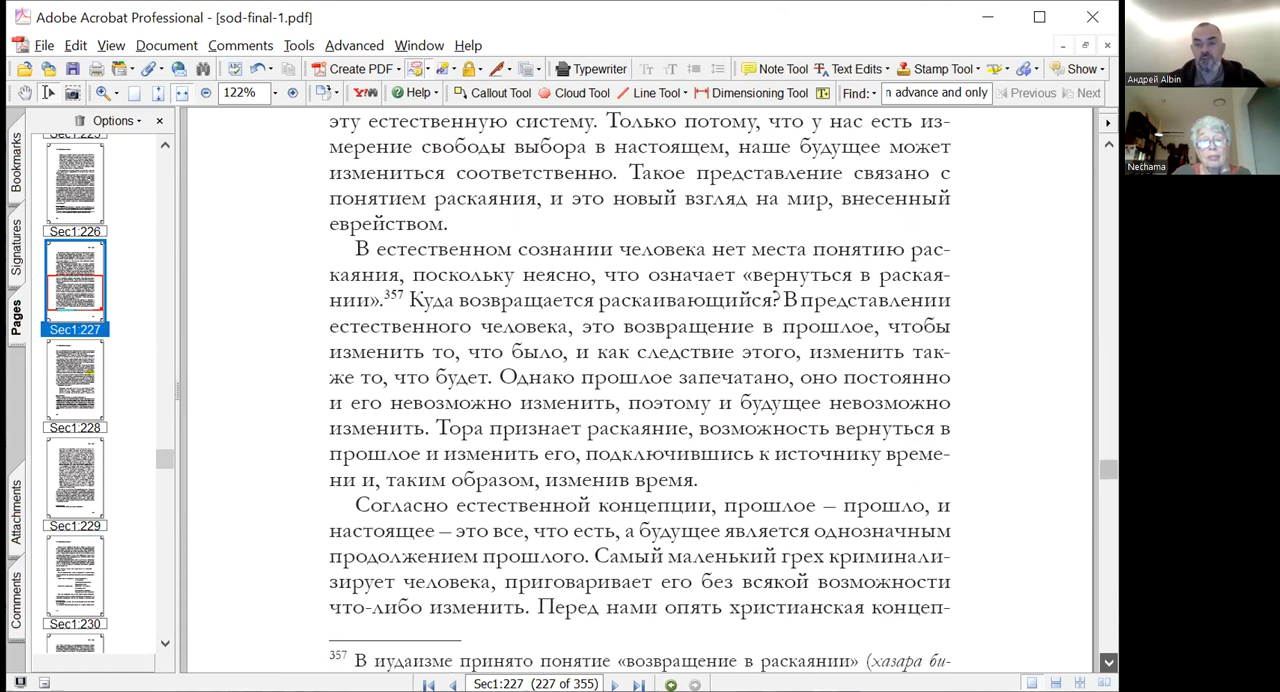 Adobe Acrobat Professional - [sod-final-1.pdf]
File Edit View Document Comments Tools Advanced Window Help
Create PDF Typewriter Note Tool Text Edits Stamp Tool Show
122% Help Callout Tool Cloud Tool Line Tool Dimensioning Tool Find: n advance and only Previous Next
Options
Bookmarks
Signatures
Pages
Attachments
Comments
Sec1:225
Sec1:226
Sec1:227
Sec1:228
Sec1:229
Sec1:230
эту естественную систему. Только потому, что у нас есть из-
мерение свободы выбора в настоящем, наше будущее может
измениться соответственно. Такое представление связано с
понятием раскаяния, и это новый взгляд на мир, внесенный
еврейством.
В естественном сознании человека нет места понятию рас-
каяния, поскольку неясно, что означает «вернуться в раская-
нии».357 Куда возвращается раскаивающийся? В представлении
естественного человека, это возвращение в прошлое, чтобы
изменить то, что было, и как следствие этого, изменить так-
же то, что будет. Однако прошлое запечатано, оно постоянно
и его невозможно изменить, поэтому и будущее невозможно
изменить. Тора признает раскаяние, возможность вернуться в
прошлое и изменить его, подключившись к источнику време-
ни и, таким образом, изменив время.
Согласно естественной концепции, прошлое – прошло, и
настоящее – это все, что есть, а будущее является однозначным
продолжением прошлого. Самый маленький грех криминали-
зирует человека, приговаривает его без всякой возможности
что-либо изменить. Перед нами опять христианская концеп-
357 В иудаизме принято понятие «возвращение в раскаянии» (хазара би-
Sec1:227 (227 of 355)
Андрей Albin
Nechama